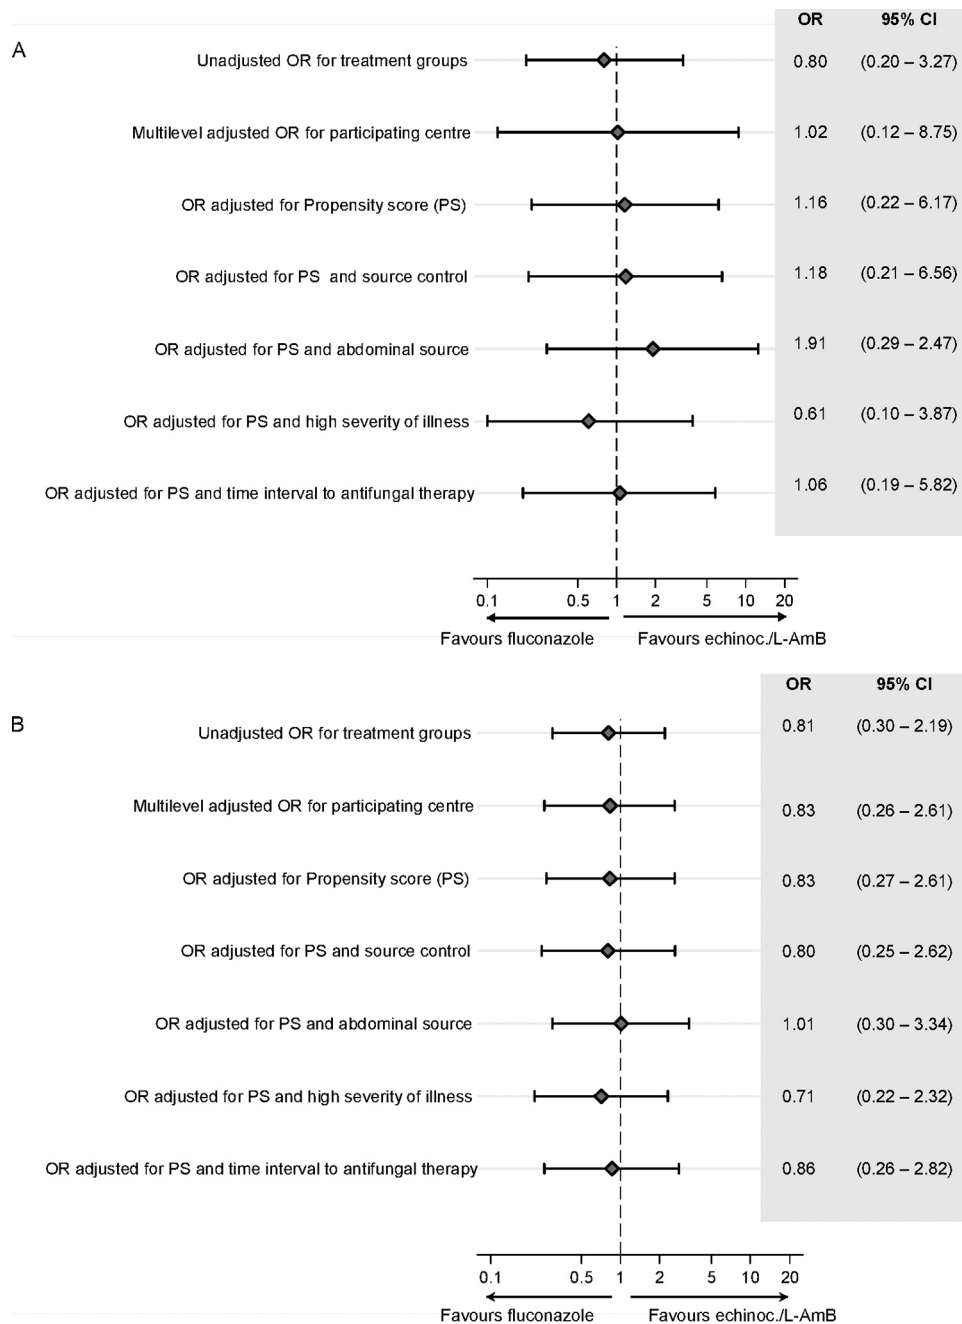 OR 95% CI
A
Unadjusted OR for treatment groups 0.80 (0.20 – 3.27)
Multilevel adjusted OR for participating centre 1.02 (0.12 – 8.75)
OR adjusted for Propensity score (PS) 1.16 (0.22 – 6.17)
OR adjusted for PS and source control 1.18 (0.21 – 6.56)
OR adjusted for PS and abdominal source 1.91 (0.29 – 2.47)
OR adjusted for PS and high severity of illness 0.61 (0.10 – 3.87)
OR adjusted for PS and time interval to antifungal therapy 1.06 (0.19 – 5.82)
0.1 0.5 1 2 5 10 20
Favours fluconazole Favours echinoc./L-AmB
OR 95% CI
B
Unadjusted OR for treatment groups 0.81 (0.30 – 2.19)
Multilevel adjusted OR for participating centre 0.83 (0.26 – 2.61)
OR adjusted for Propensity score (PS) 0.83 (0.27 – 2.61)
OR adjusted for PS and source control 0.80 (0.25 – 2.62)
OR adjusted for PS and abdominal source 1.01 (0.30 – 3.34)
OR adjusted for PS and high severity of illness 0.71 (0.22 – 2.32)
OR adjusted for PS and time interval to antifungal therapy 0.86 (0.26 – 2.82)
0.1 0.5 1 2 5 10 20
Favours fluconazole Favours echinoc./L-AmB